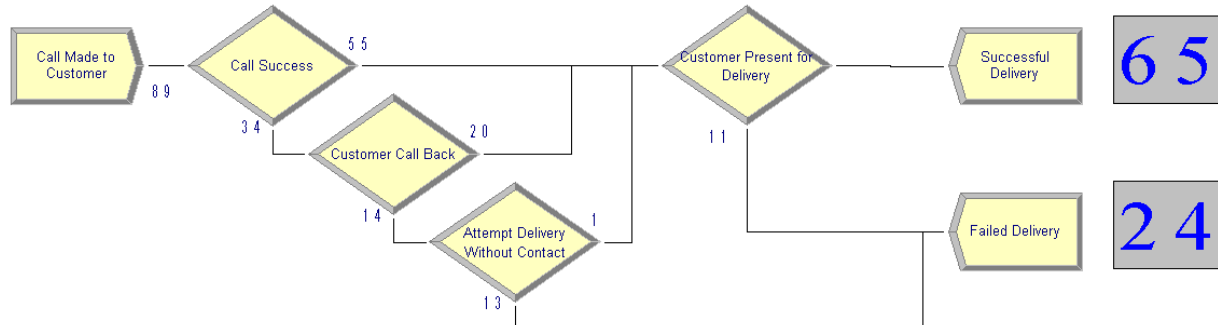 Call Made to
Customer
89
Call Success
55
34
Customer Call Back
20
14
Attempt Delivery
Without Contact
1
13
Customer Present for
Delivery
11
Successful
Delivery
65
Failed Delivery
24